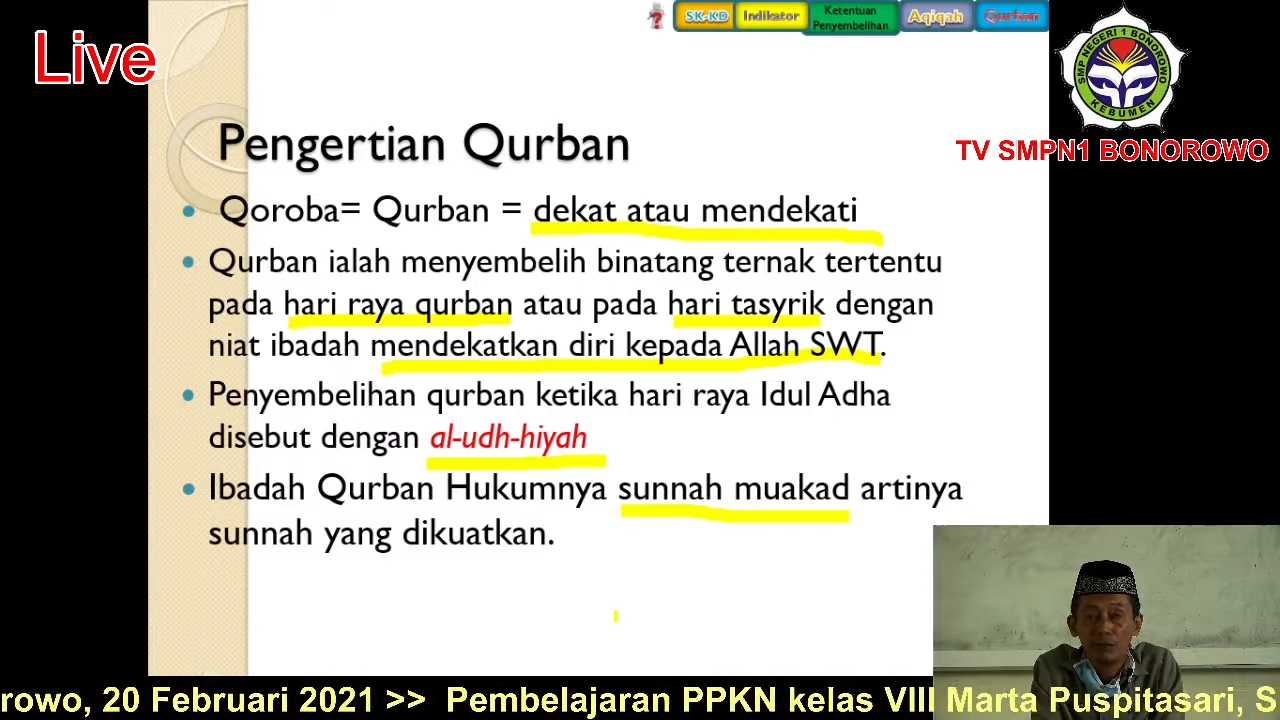 Live
SK-KD
Indikator
Ketentuan
Penyembelihan
Aqiqah
Qurban
SMP NEGERI 1 BONOROWO
KEBUMEN
TV SMPN1 BONOROWO
Pengertian Qurban
Qoroba= Qurban = dekat atau mendekati
Qurban ialah menyembelih binatang ternak tertentu
pada hari raya qurban atau pada hari tasyrik dengan
niat ibadah mendekatkan diri kepada Allah SWT.
Penyembelihan qurban ketika hari raya Idul Adha
disebut dengan al-udh-hiyah
Ibadah Qurban Hukumnya sunnah muakad artinya
sunnah yang dikuatkan.
rowo, 20 Februari 2021 >> Pembelajaran PPKN kelas VIII Marta Puspitasari, S